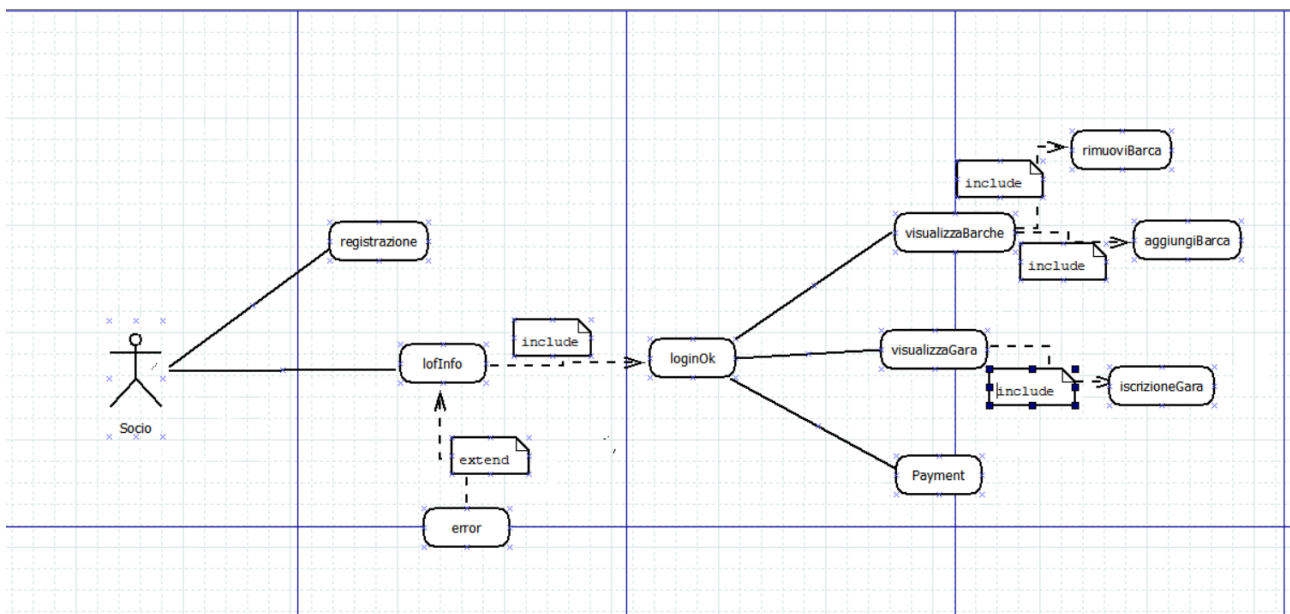 rimuoviBarca
include
registrazione
visualizzaBarche
aggiungiBarca
include
include
lofInfo
loginOk
visualizzaGara
include
iscrizioneGara
Socio
extend
Payment
error